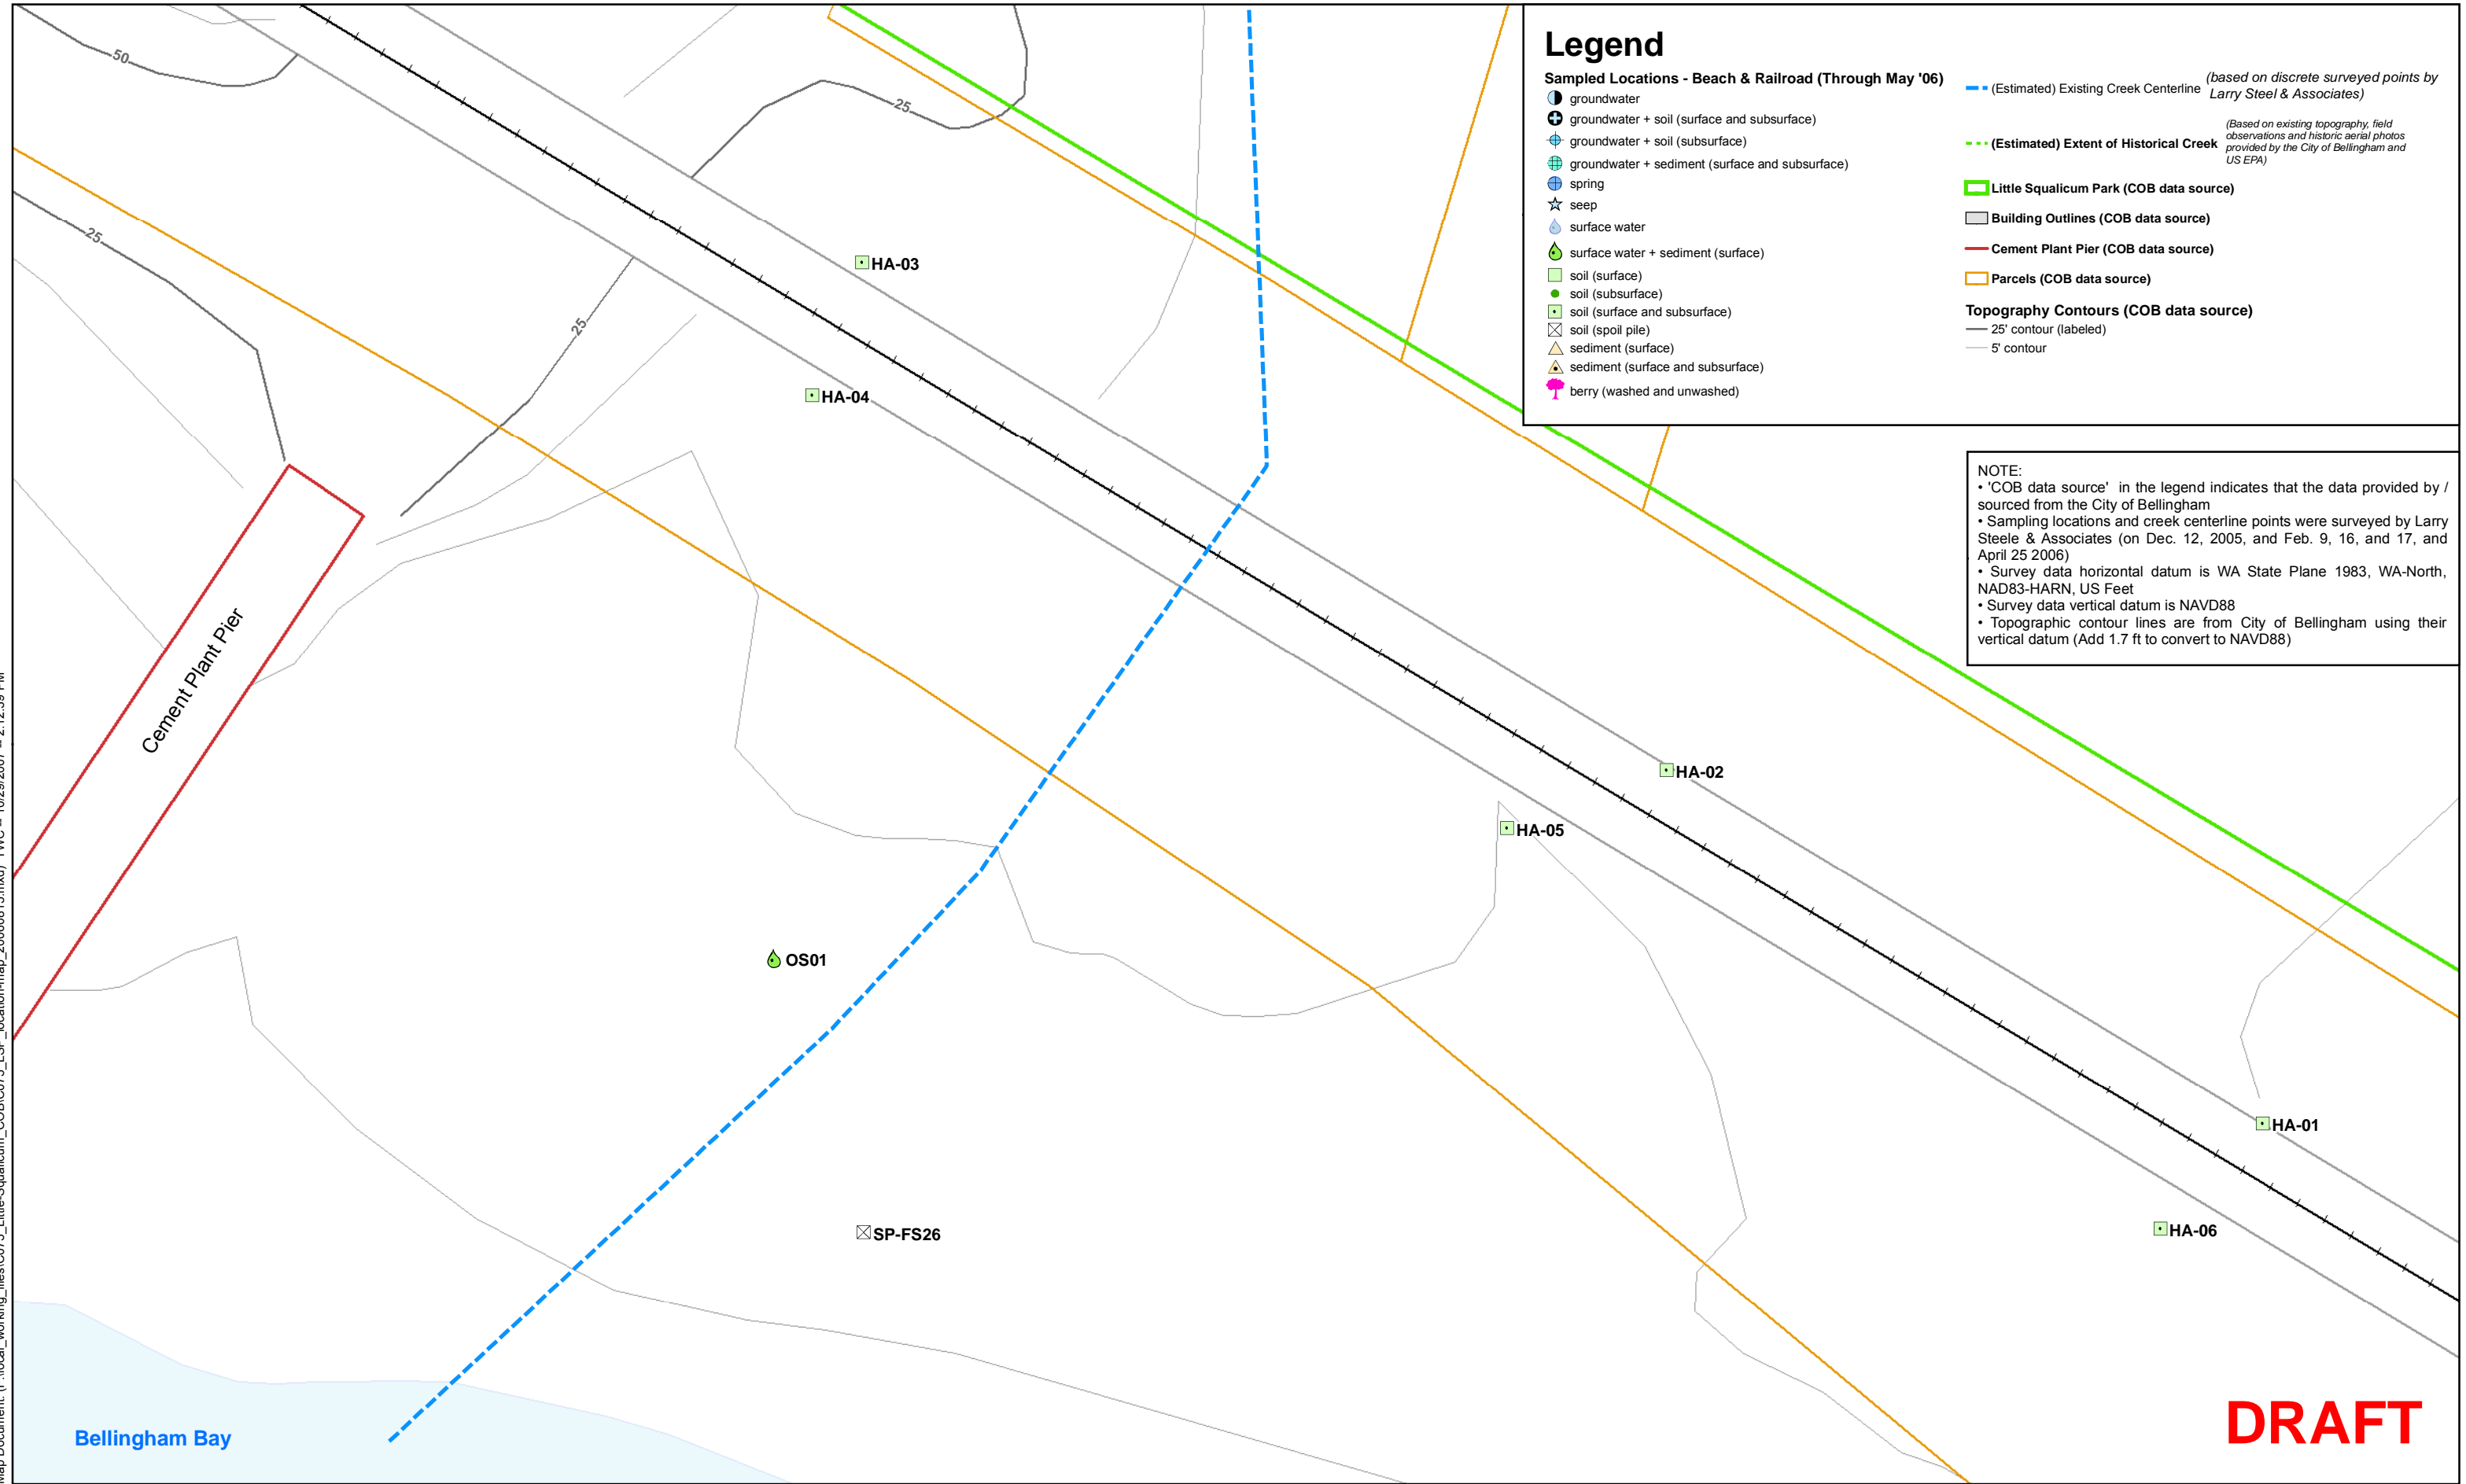 Legend
Sampled Locations - Beach & Railroad (Through May '06)
groundwater
groundwater + soil (surface and subsurface)
groundwater + soil (subsurface)
groundwater + sediment (surface and subsurface)
spring
seep
surface water
surface water + sediment (surface)
soil (surface)
soil (subsurface)
soil (surface and subsurface)
soil (spoil pile)
sediment (surface)
sediment (surface and subsurface)
berry (washed and unwashed)
(Estimated) Existing Creek Centerline
(based on discrete surveyed points by
Larry Steel & Associates)
(Estimated) Extent of Historical Creek
(Based on existing topography, field
observations and historic aerial photos
provided by the City of Bellingham and
US EPA)
Little Squalicum Park (COB data source)
Building Outlines (COB data source)
Cement Plant Pier (COB data source)
Parcels (COB data source)
Topography Contours (COB data source)
25' contour (labeled)
5' contour
NOTE:
• 'COB data source' in the legend indicates that the data provided by /
sourced from the City of Bellingham
• Sampling locations and creek centerline points were surveyed by Larry
Steele & Associates (on Dec. 12, 2005, and Feb. 9, 16, and 17, and
April 25 2006)
• Survey data horizontal datum is WA State Plane 1983, WA-North,
NAD83-HARN, US Feet
• Survey data vertical datum is NAVD88
• Topographic contour lines are from City of Bellingham using their
vertical datum (Add 1.7 ft to convert to NAVD88)
50
25
25
25
HA-03
HA-04
HA-02
HA-05
HA-01
HA-06
OS01
SP-FS26
Cement Plant Pier
Bellingham Bay
DRAFT